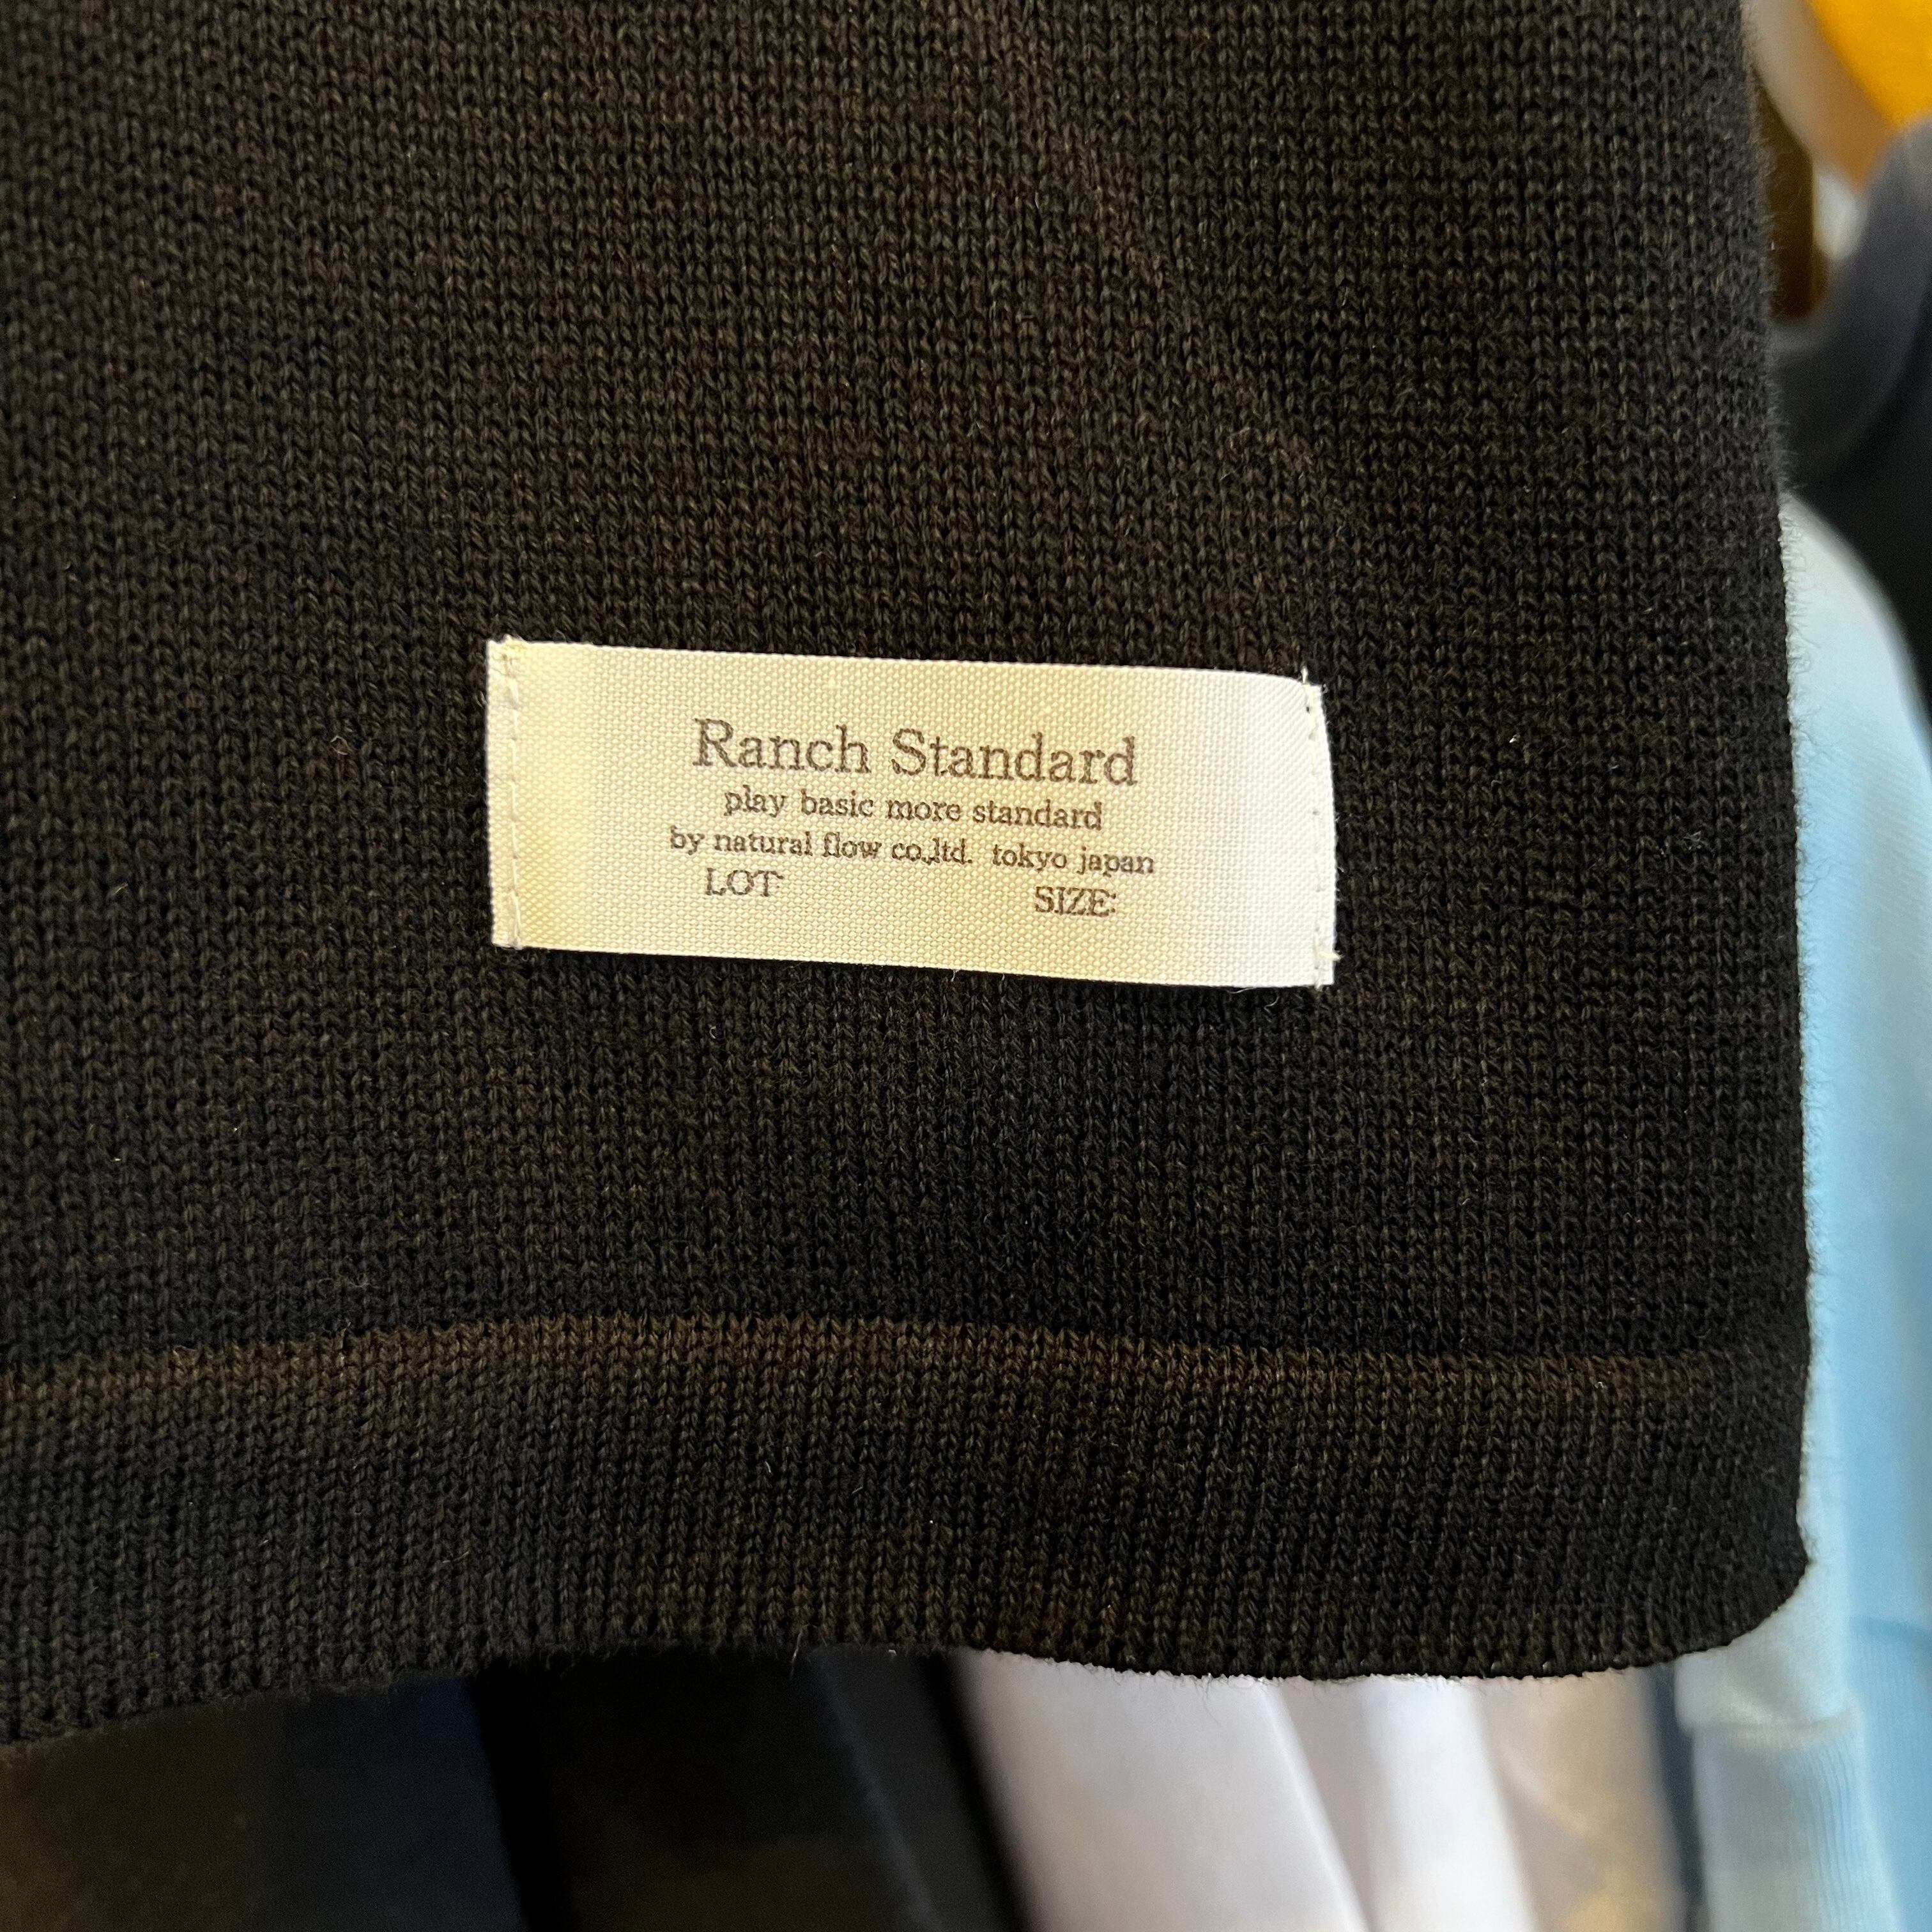 Ranch Standard
play basic more standard
by natural flow co.,ltd. tokyo japan
LOT: SIZE: